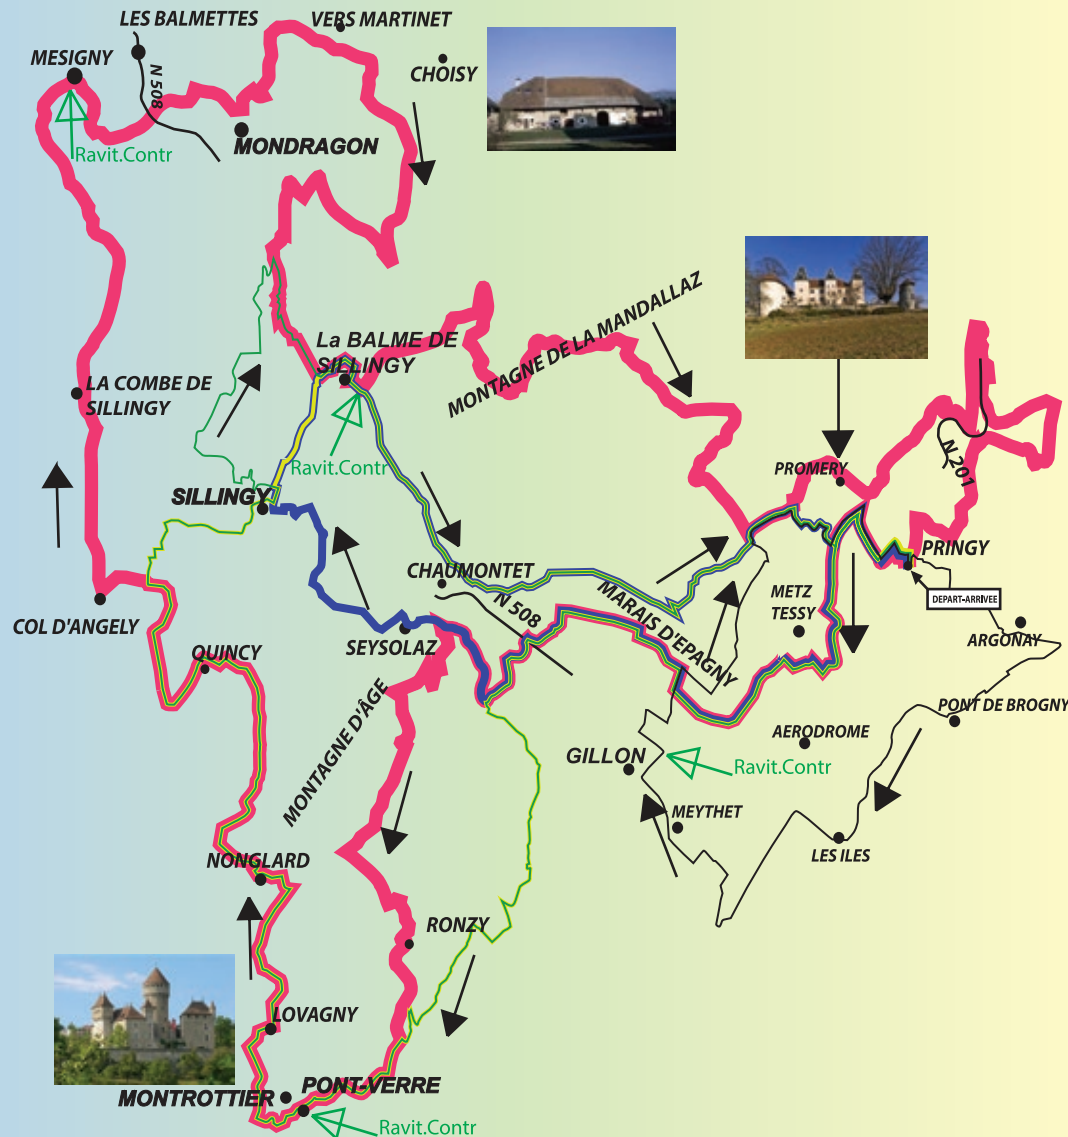 LES BALMETTES
VERS MARTINET
MESIGNY
CHOISY
N 508
MONDRAGON
Ravit.Contr
MONTAGNE DE LA MANDALLAZ
La BALME DE
SILLINGY
LA COMBE DE
SILLINGY
Ravit.Contr
PROMERY
N 201
SILLINGY
PRINGY
CHAUMONTET
DEPART-ARRIVEE
N 508
MARAIS D'EPAGNY
METZ
TESSY
COL D'ANGELY
SEYSOLAZ
ARGONAY
QUINCY
MONTAGNE D'ÂGE
PONT DE BROGNY
AERODROME
GILLON
Ravit.Contr
MEYTHET
LES ILES
NONGLARD
RONZY
LOVAGNY
MONTROTTIER
PONT-VERRE
Ravit.Contr